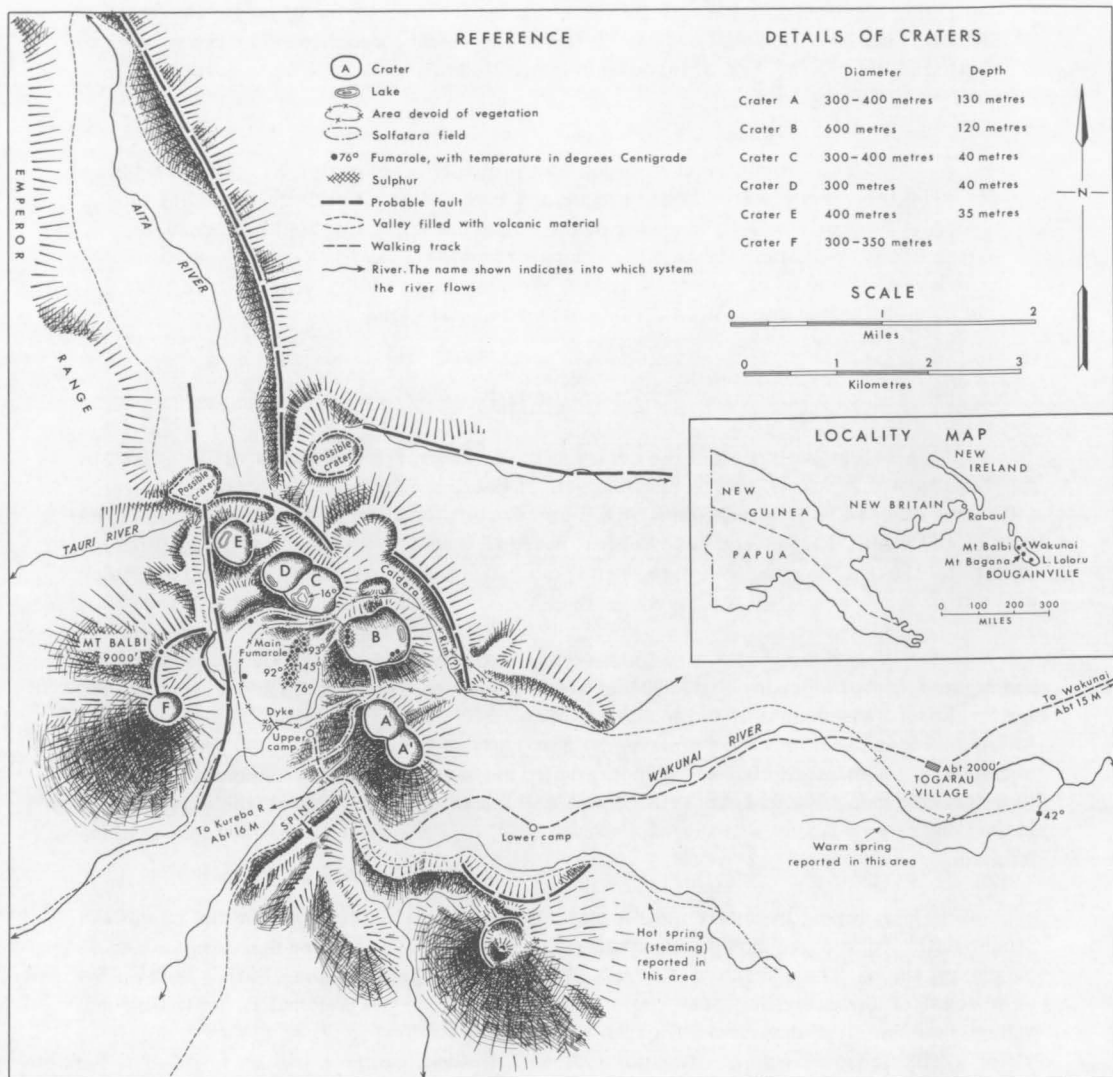 REFERENCE
A Crater
Lake
Area devoid of vegetation
Solfatara field
76° Fumarole, with temperature in degrees Centigrade
Sulphur
Probable fault
Valley filled with volcanic material
Walking track
River. The name shown indicates into which system
the river flows
DETAILS OF CRATERS
Diameter Depth
Crater A 300-400 metres 130 metres
Crater B 600 metres 120 metres
Crater C 300-400 metres 40 metres
Crater D 300 metres 40 metres
Crater E 400 metres 35 metres
Crater F 300-350 metres
N
SCALE
0 1 2
Miles
0 1 2 3
Kilometres
LOCALITY MAP
NEW
IRELAND
NEW
GUINEA
NEW BRITAIN
Rabaul
PAPUA
Mt Balbi
Wakunai
Mt Bagana
L. Loloru
BOUGAINVILLE
0 100 200 300
MILES
EMPEROR
RANGE
AITA
RIVER
Possible
crater
Possible
crater
TAURI RIVER
E
D
C
16°
Caldera
Rim (?)
B
MT BALBI
9000'
Main
Fumarole
93°
92°
145°
76°
F
Dyke
70
Upper
camp
A
A'
To Kureba R
Abt 16 M
SPINE
WAKUNAI RIVER
Lower camp
To Wakunai
Abt 15 M
Abt 2000'
TOGARAU
VILLAGE
42°
Warm spring
reported in this area
Hot spring
(steaming)
reported in
this area